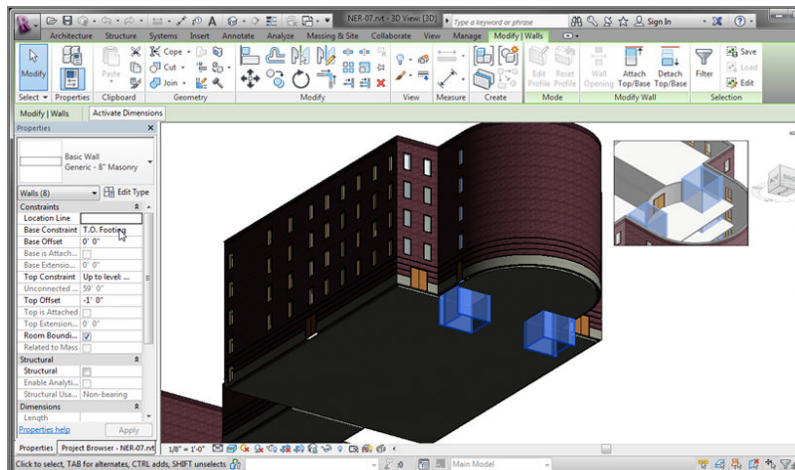 NER-07.rvt - 3D View: {3D}
Type a keyword or phrase
Sign In
Architecture Structure Systems Insert Annotate Analyze Massing & Site Collaborate View Manage Modify | Walls
Modify
Paste
Cope
Cut
Join
Edit Profile
Reset Profile
Wall Opening
Attach Top/Base
Detach Top/Base
Filter
Save
Load
Edit
Select Properties Clipboard Geometry Modify View Measure Create Mode Modify Wall Selection
Modify | Walls Activate Dimensions
Properties
Basic Wall
Generic - 8" Masonry
Walls (8) Edit Type
Constraints
Location Line
Base Constraint T.O. Footing
Base Offset 0' 0"
Base is Attach...
Base Extensio... 0' 0"
Top Constraint Up to level: ...
Unconnected ... 59' 0"
Top Offset -1' 0"
Top is Attached
Top Extension... 0' 0"
Room Boundi...
Related to Mass
Structural
Structural
Enable Analyti...
Structural Usa... Non-bearing
Dimensions
Length
Properties help Apply
Properties Project Browser - NER-07.rvt
1/8" = 1'-0"
Click to select, TAB for alternates, CTRL adds, SHIFT unselects
:0 Main Model